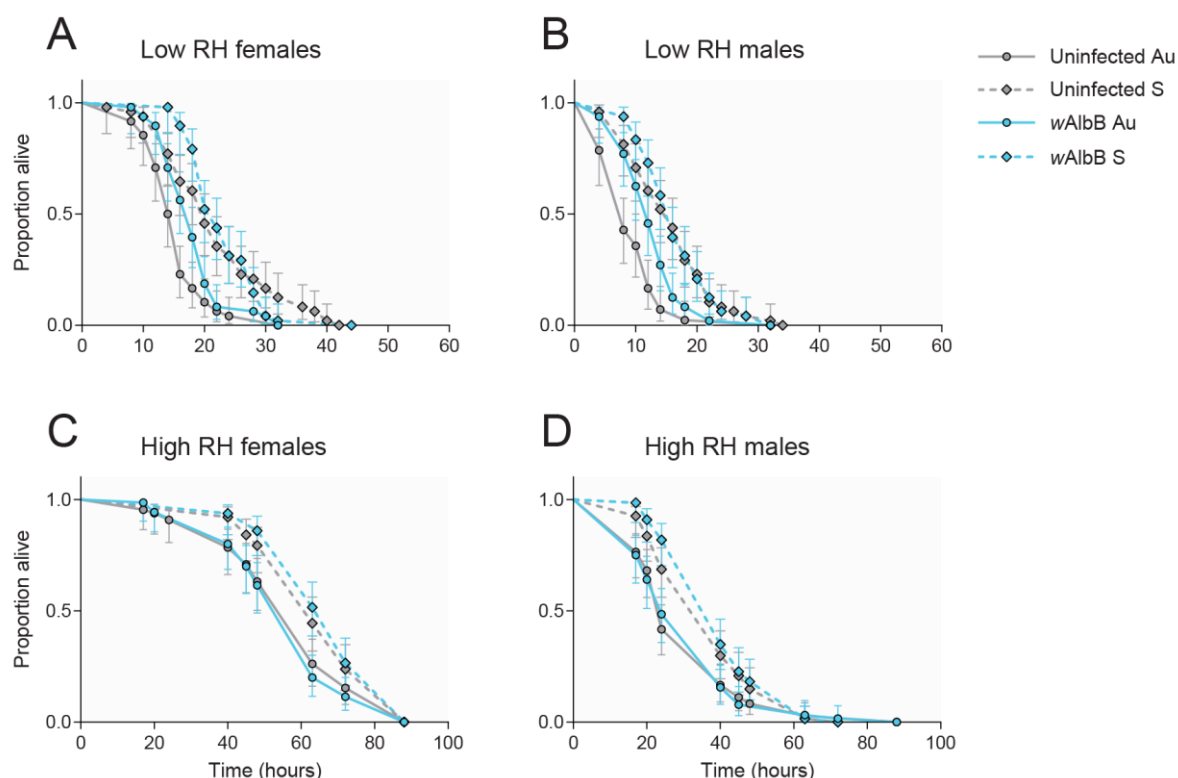 A
Low RH females
B
Low RH males
Uninfected Au
Uninfected S
wAlbB Au
wAlbB S
Proportion alive
1.0
0.5
0.0
0 10 20 30 40 50 60
0 10 20 30 40 50 60
1.0
0.5
0.0
C
High RH females
D
High RH males
Proportion alive
1.0
0.5
0.0
0 20 40 60 80 100
Time (hours)
1.0
0.5
0.0
0 20 40 60 80 100
Time (hours)